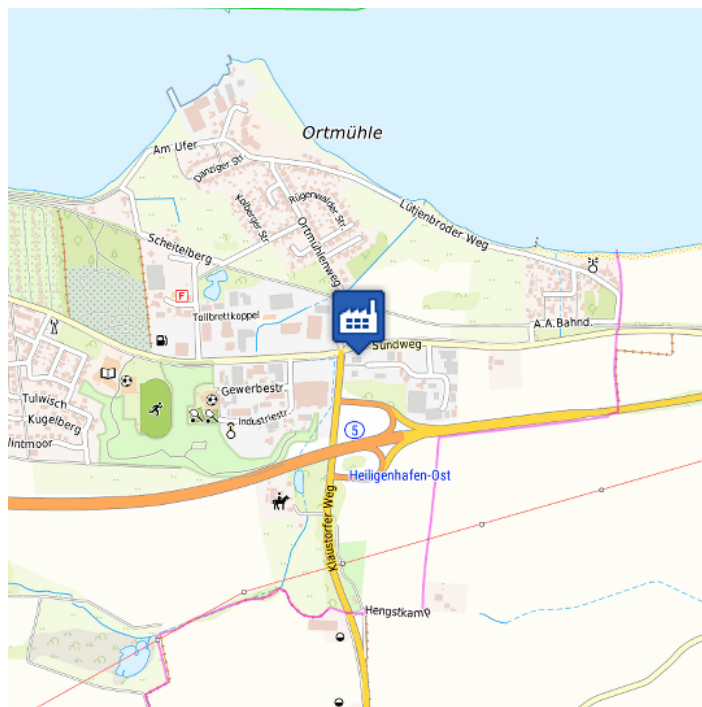 Ortmühle
Am Ufer
Danziger Str.
Rügenwalder Str.
Kolberger Str.
Lütjenbroder Weg
Ortmühlenweg
Scheitelberg
F
Tollbrettkoppel
A.A.Bahnd.
Sundweg
Gewerbestr.
Tulwisch
Kugelberg
Industriestr.
lintmoor
5
Heiligenhafen-Ost
Klaustorfer Weg
Hengstkamp